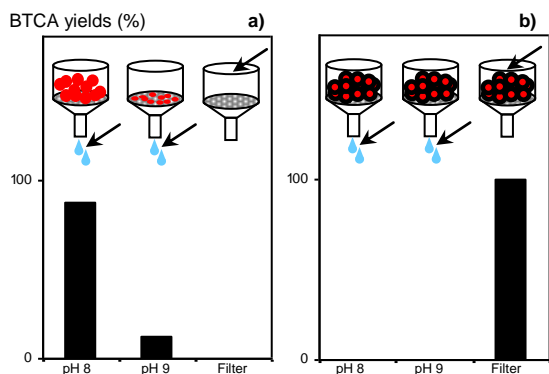 BTCA yields (%)
a)
b)
100
100
0
0
pH 8
pH 9
Filter
pH 8
pH 9
Filter